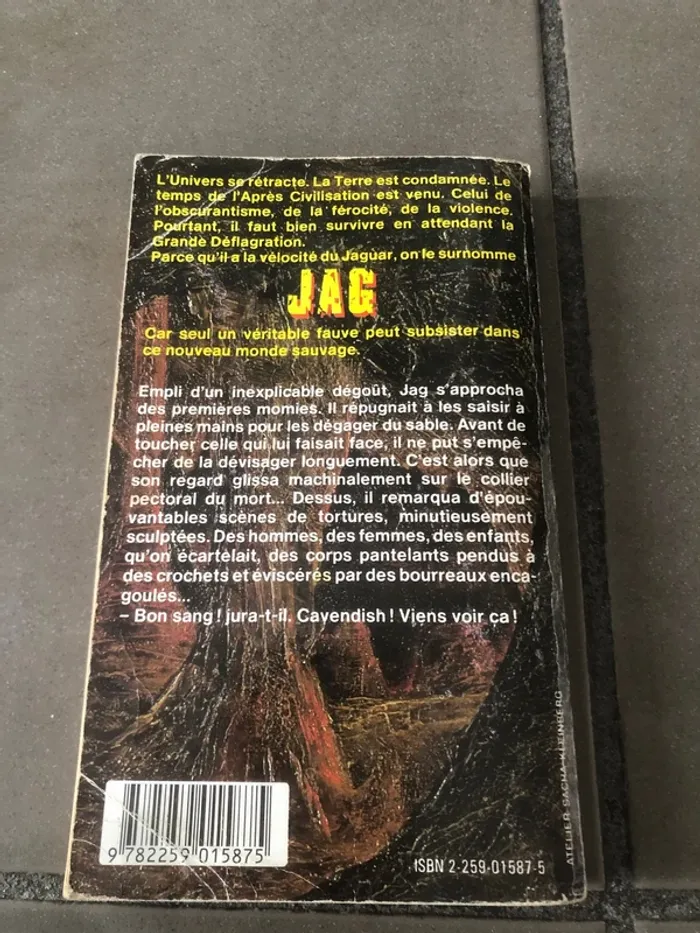 L'Univers se rétracte. La Terre est condamnée. Le
temps de l'Après Civilisation est venu. Celui de
l'obscurantisme, de la férocité, de la violence.
Pourtant, il faut bien survivre en attendant la
Grande Déflagration.
Parce qu'il a la vélocité du Jaguar, on le surnomme
JAG
Car seul un véritable fauve peut subsister dans
ce nouveau monde sauvage.
Empli d'un inexplicable dégoût, Jag s'approcha
des premières momies. Il répugnait à les saisir à
pleines mains pour les dégager du sable. Avant de
toucher celle qui lui faisait face, il ne put s'empê-
cher de la dévisager longuement. C'est alors que
son regard glissa machinalement sur le collier
pectoral du mort... Dessus, il remarqua d'épou-
vantables scènes de tortures, minutieusement
sculptées. Des hommes, des femmes, des enfants,
qu'on écartelait, des corps pantelants pendus à
des crochets et éviscérés par des bourreaux enca-
goulés...
– Bon sang ! jura-t-il. Cavendish ! Viens voir ça !
ATELIER SACHA KLEINBERG
9 782259 015875
ISBN 2-259-01587-5